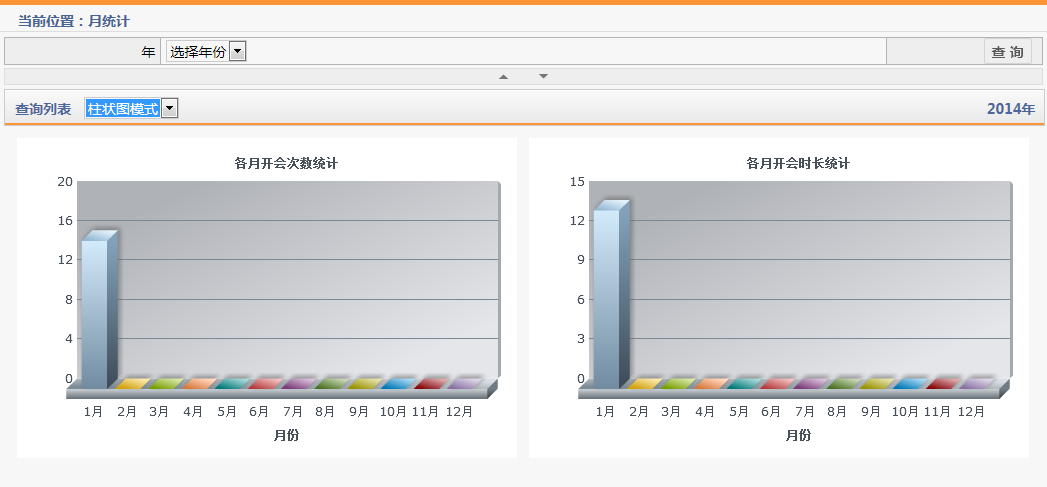 当前位置：月统计
年 选择年份 查 询
查询列表 柱状图模式 2014年
各月开会次数统计
20
16
12
8
4
0
1月 2月 3月 4月 5月 6月 7月 8月 9月 10月 11月 12月
月份
各月开会时长统计
15
12
9
6
3
0
1月 2月 3月 4月 5月 6月 7月 8月 9月 10月 11月 12月
月份